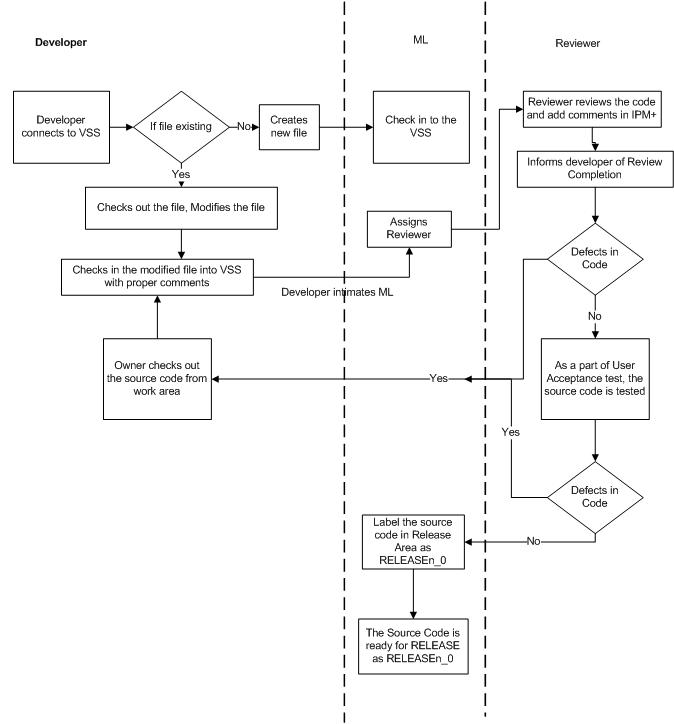 Developer
ML
Reviewer
Developer
connects to VSS
If file existing
No
Creates
new file
Check in to the
VSS
Reviewer reviews the code
and add comments in IPM+
Informs developer of Review
Completion
Yes
Checks out the file, Modifies the file
Assigns
Reviewer
Defects in
Code
Checks in the modified file into VSS
with proper comments
Developer intimates ML
No
Owner checks out
the source code from
work area
Yes
As a part of User
Acceptance test, the
source code is tested
Yes
Defects in
Code
No
Label the source
code in Release
Area as
RELEASEn_0
The Source Code is
ready for RELEASE
as RELEASEn_0